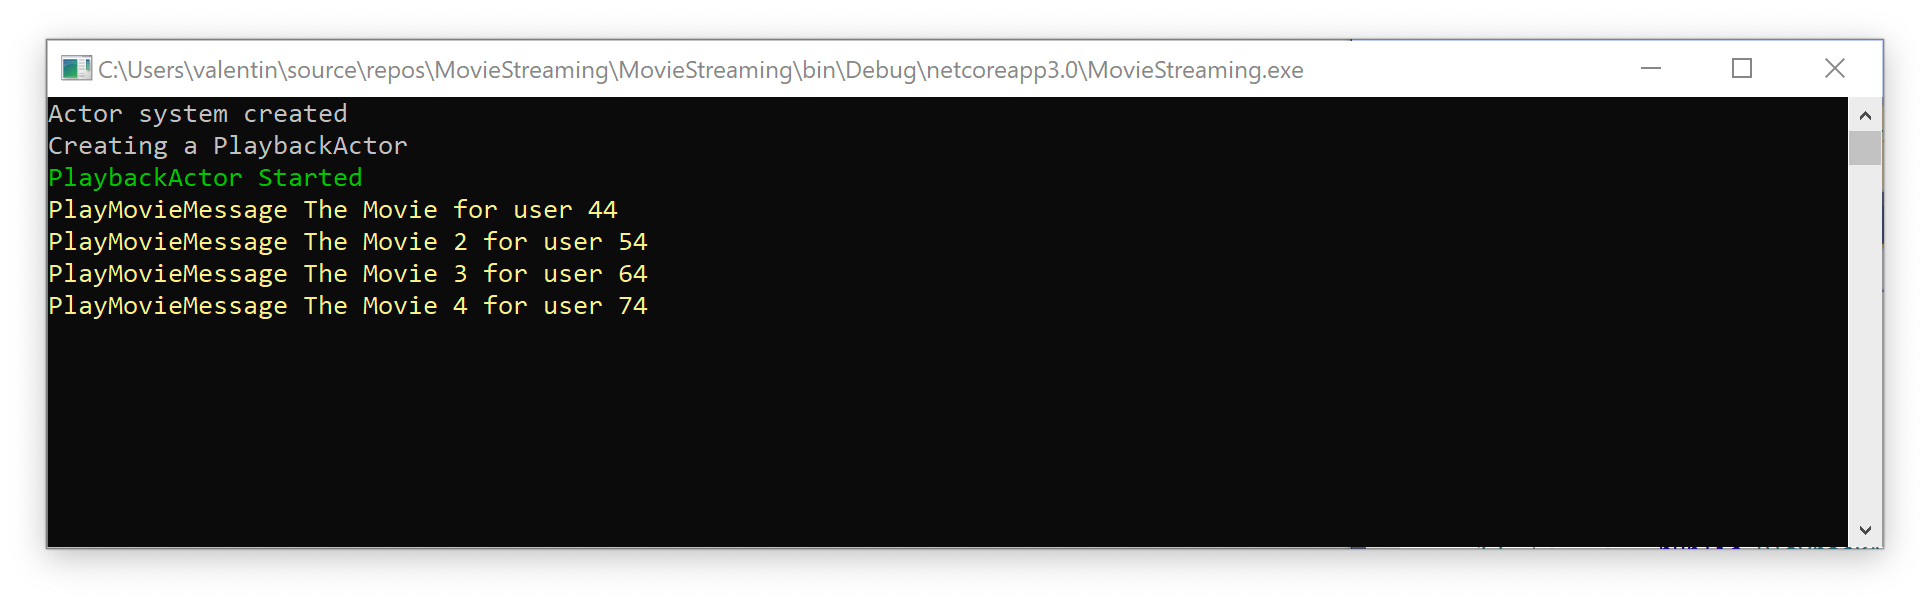 C:\Users\valentin\source\repos\MovieStreaming\MovieStreaming\bin\Debug\netcoreapp3.0\MovieStreaming.exe
Actor system created
Creating a PlaybackActor
PlaybackActor Started
PlayMovieMessage The Movie for user 44
PlayMovieMessage The Movie 2 for user 54
PlayMovieMessage The Movie 3 for user 64
PlayMovieMessage The Movie 4 for user 74